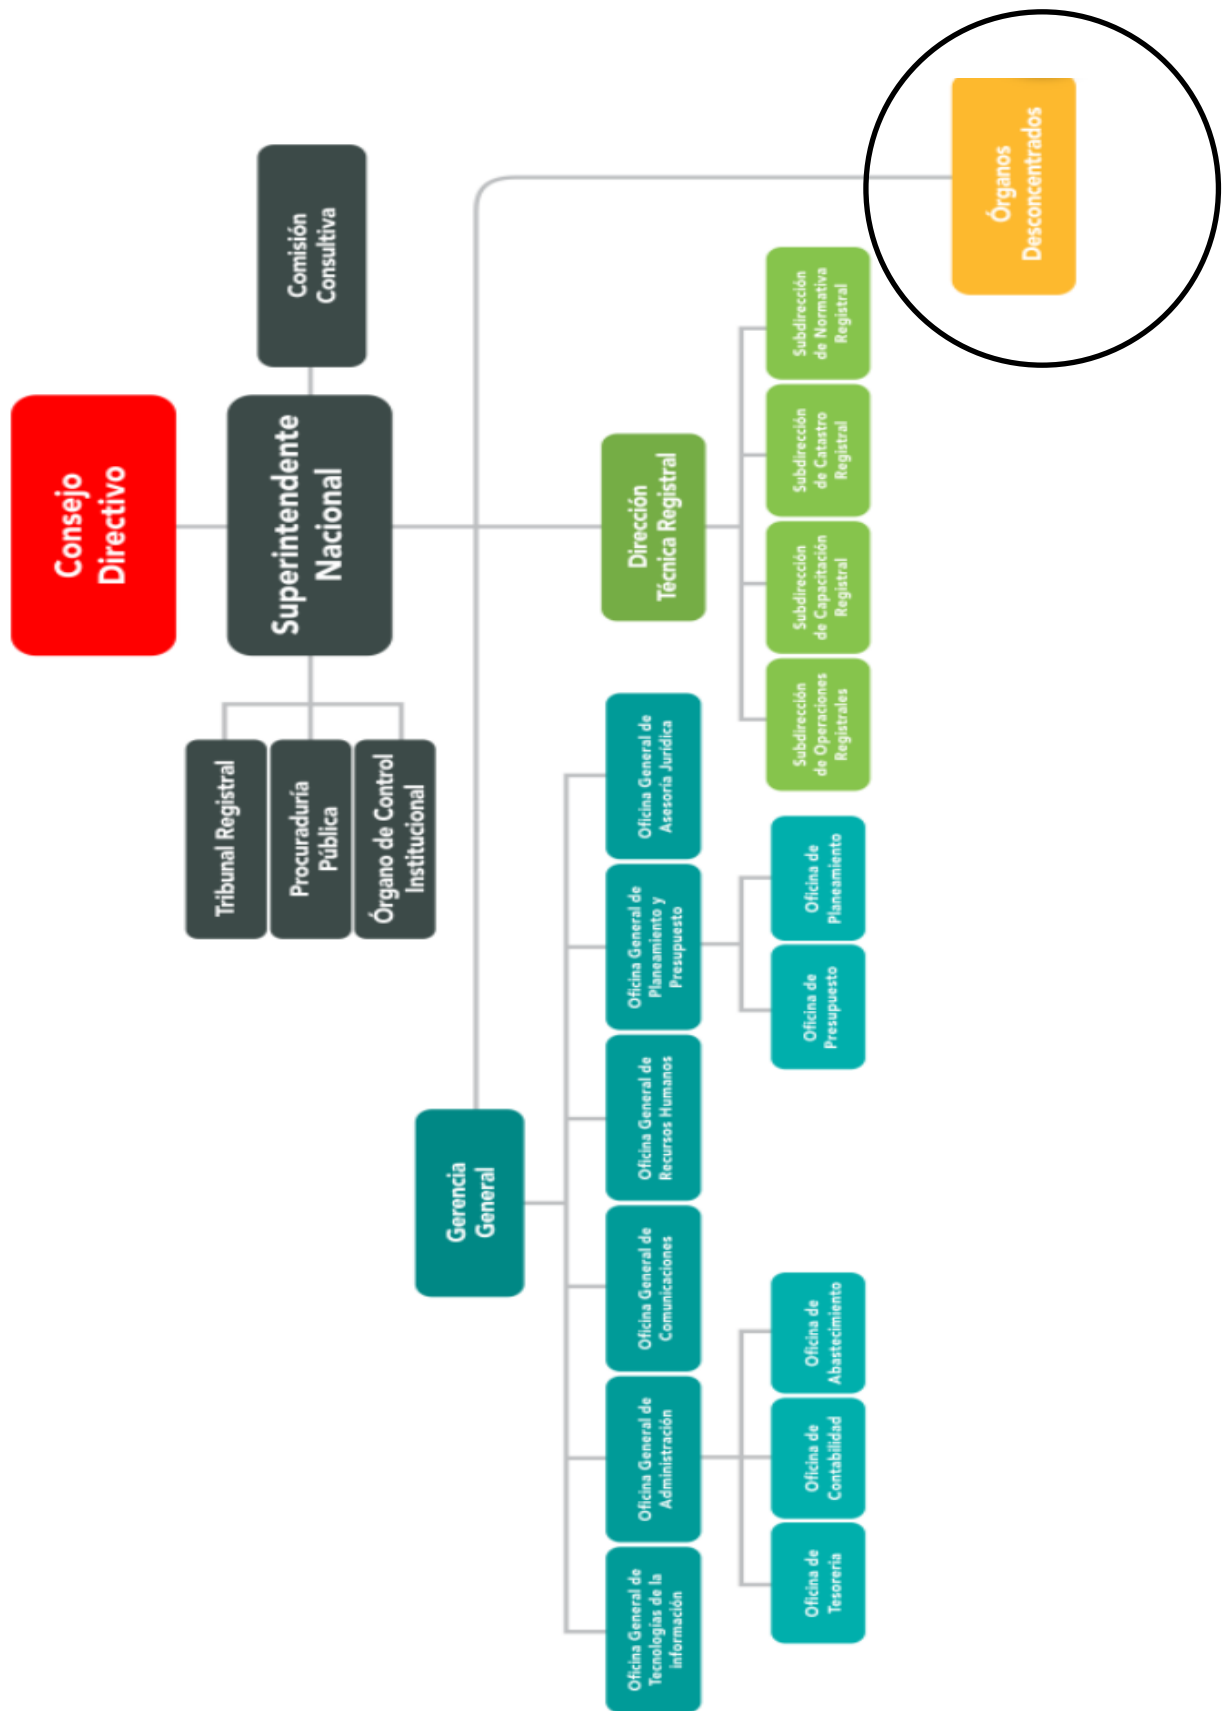 Consejo
Directivo
Superintendente
Nacional
Comisión
Consultiva
Tribunal Registral
Procuraduría
Pública
Órgano de Control
Institucional
Gerencia
General
Dirección
Técnica Registral
Órganos
Desconcentrados
Oficina General de
Tecnologías de la
información
Oficina General de
Administración
Oficina General de
Comunicaciones
Oficina General de
Recursos Humanos
Oficina General de
Planeamiento y
Presupuesto
Oficina General de
Asesoría Jurídica
Oficina de
Tesorería
Oficina de
Contabilidad
Oficina de
Abastecimiento
Oficina de
Presupuesto
Oficina de
Planeamiento
Subdirección
de Operaciones
Registrales
Subdirección
de Capacitación
Registral
Subdirección
de Catastro
Registral
Subdirección
de Normativa
Registral